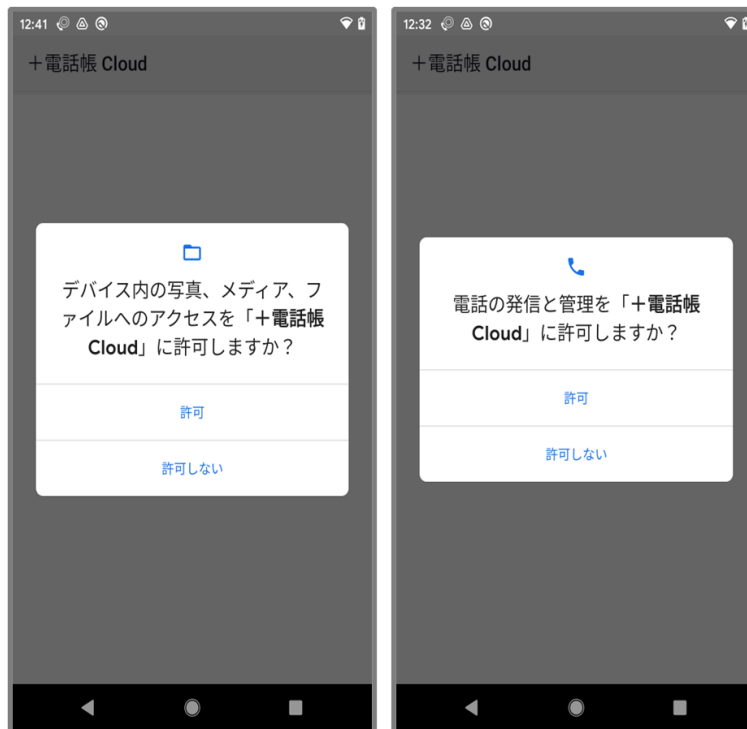 12:41
＋電話帳 Cloud
デバイス内の写真、メディア、フ
ァイルへのアクセスを「＋電話帳
Cloud」に許可しますか？
許可
許可しない
12:32
＋電話帳 Cloud
電話の発信と管理を「＋電話帳
Cloud」に許可しますか？
許可
許可しない